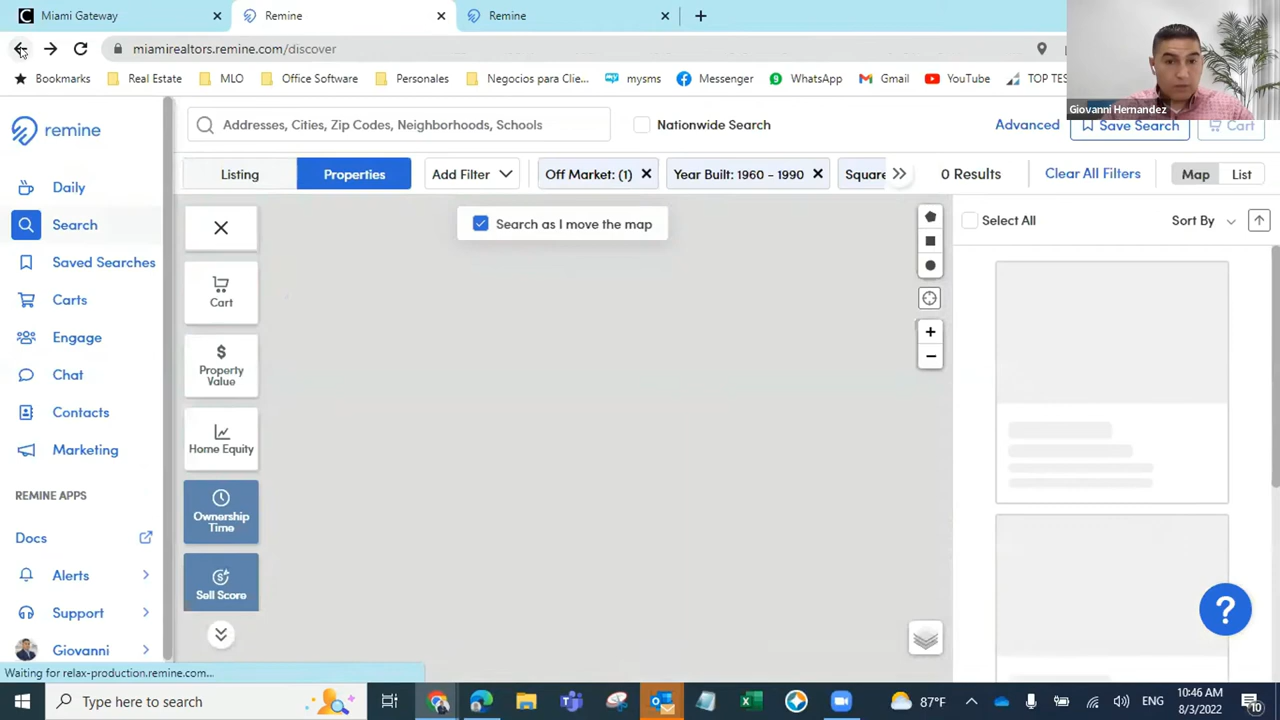 Miami Gateway
Remine
Remine
miamirealtors.remine.com/discover
Bookmarks
Real Estate
MLO
Office Software
Personales
Negocios para Clie...
mysms
Messenger
WhatsApp
Gmail
YouTube
TOP TES
Giovanni Hernandez
remine
Addresses, Cities, Zip Codes, Neighborhoods, Schools
Nationwide Search
Advanced
Save Search
Cart
Listing
Properties
Add Filter
Off Market: (1)
Year Built: 1960 - 1990
Square
0 Results
Clear All Filters
Map
List
Daily
Search
Saved Searches
Carts
Engage
Chat
Contacts
Marketing
REMINE APPS
Docs
Alerts
Support
Giovanni
Cart
Property
Value
Home Equity
Ownership
Time
Sell Score
Search as I move the map
Select All
Sort By
Waiting for relax-production.remine.com...
Type here to search
87°F
ENG
10:46 AM
8/3/2022
10